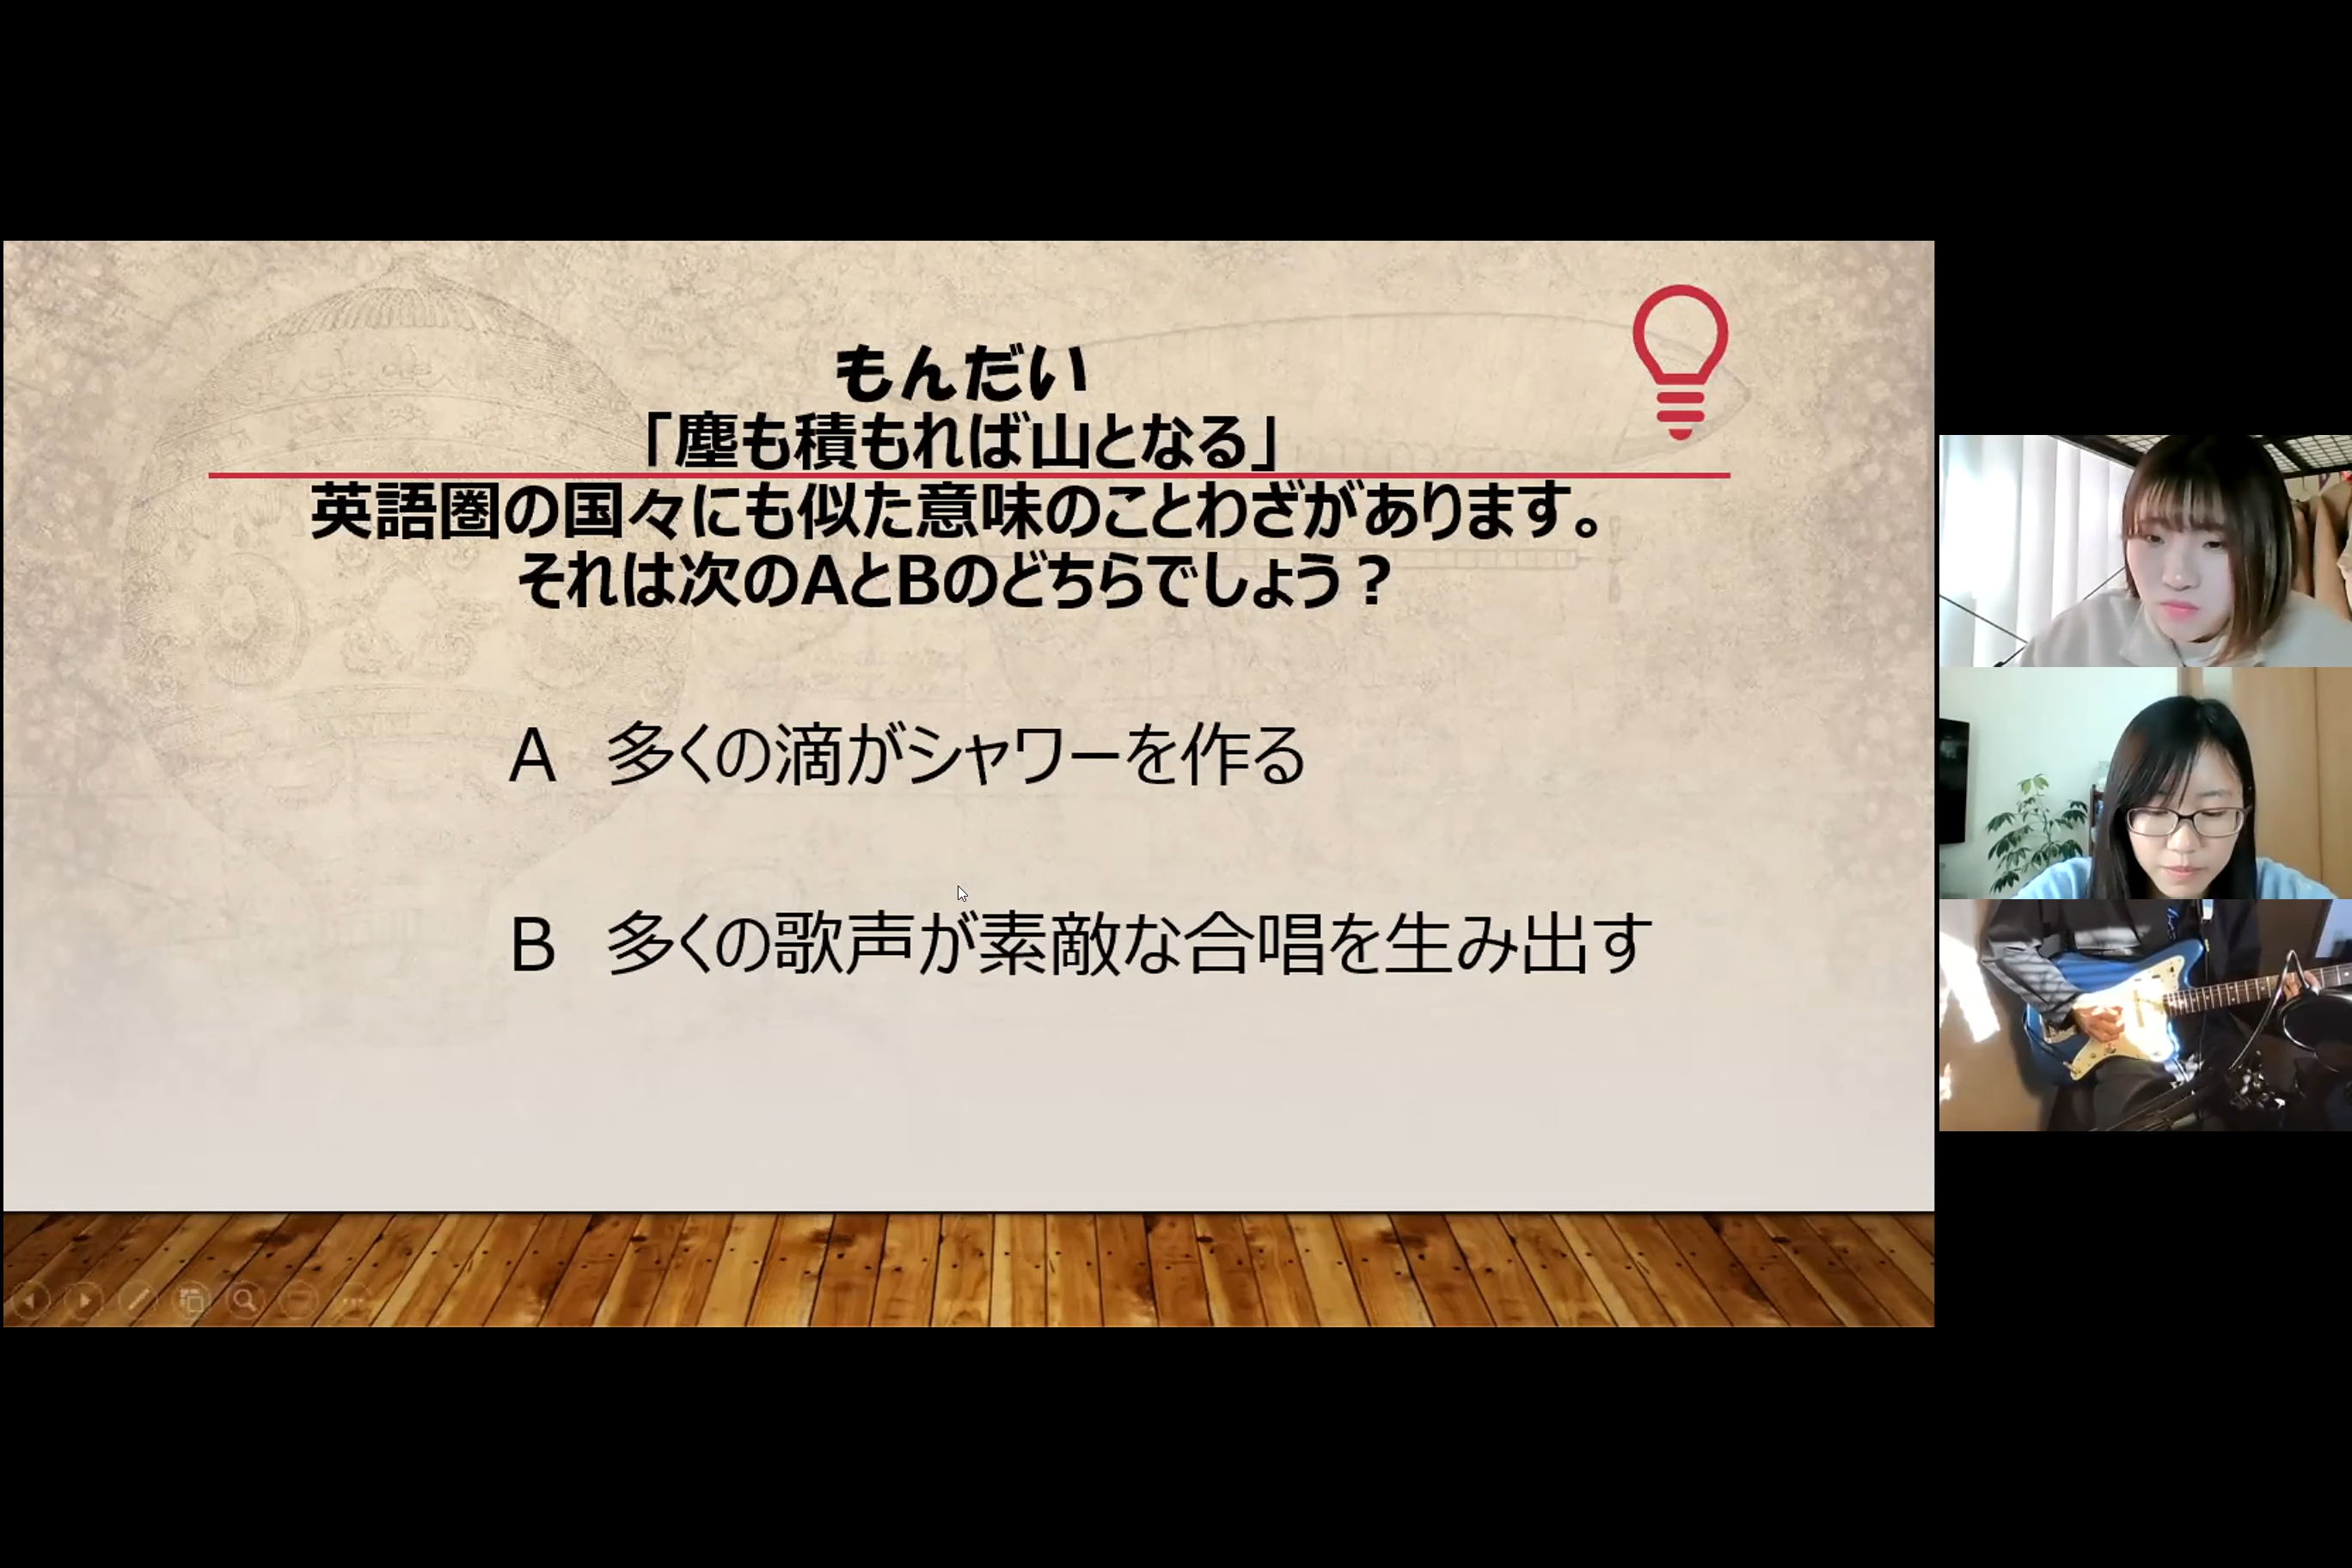 もんだい
「塵も積もれば山となる」
英語圏の国々にも似た意味のことわざがあります。
それは次のAとBのどちらでしょう？
A 多くの滴がシャワーを作る
B 多くの歌声が素敵な合唱を生み出す